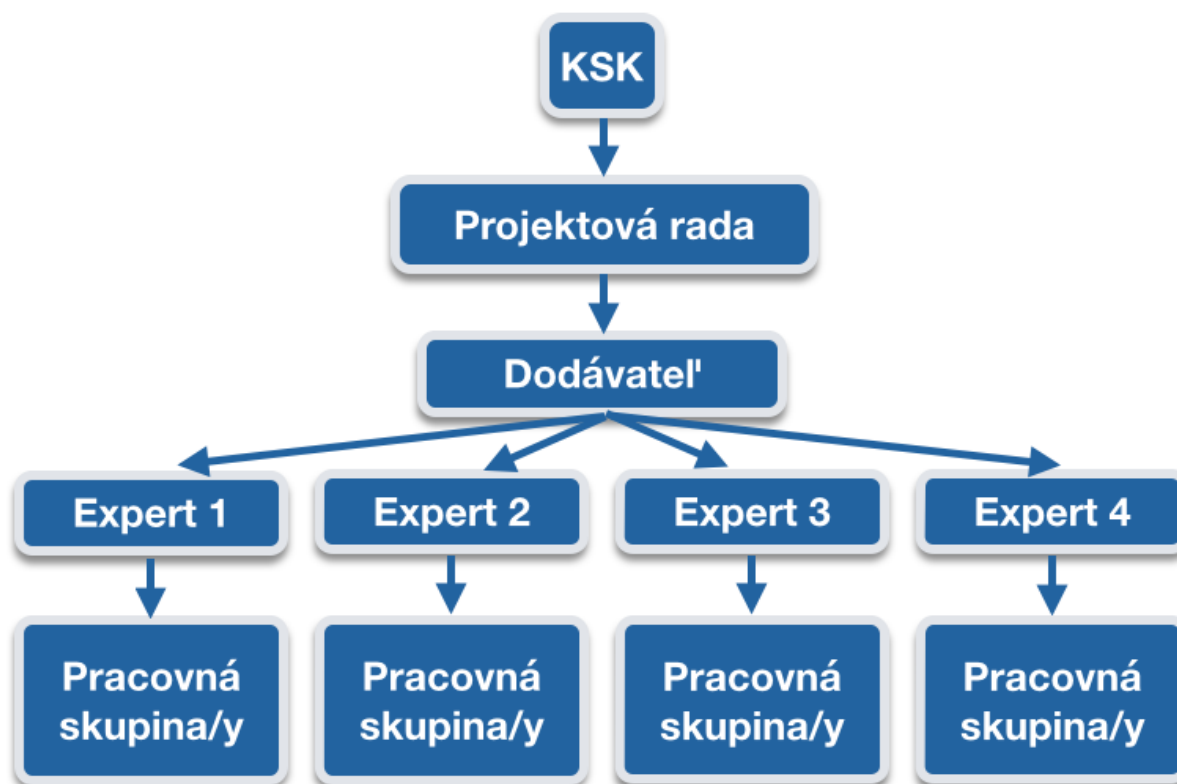 KSK
Projektová rada
Dodávateľ
Expert 1
Expert 2
Expert 3
Expert 4
Pracovná
skupina/y
Pracovná
skupina/y
Pracovná
skupina/y
Pracovná
skupina/y